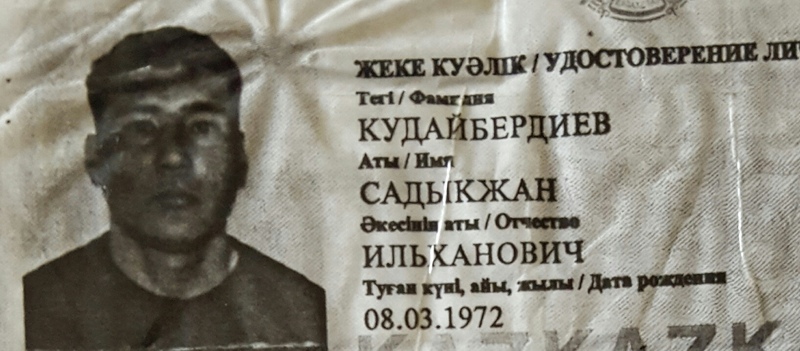 ЖЕКЕ КУӘЛІК / УДОСТОВЕРЕНИЕ ЛИ
Тегі / Фамилия
КУДАЙБЕРДИЕВ
Аты / Имя
САДЫКЖАН
Әкесінің аты / Отчество
ИЛЬХАНОВИЧ
Туған күні, айы, жылы / Дата рождения
08.03.1972